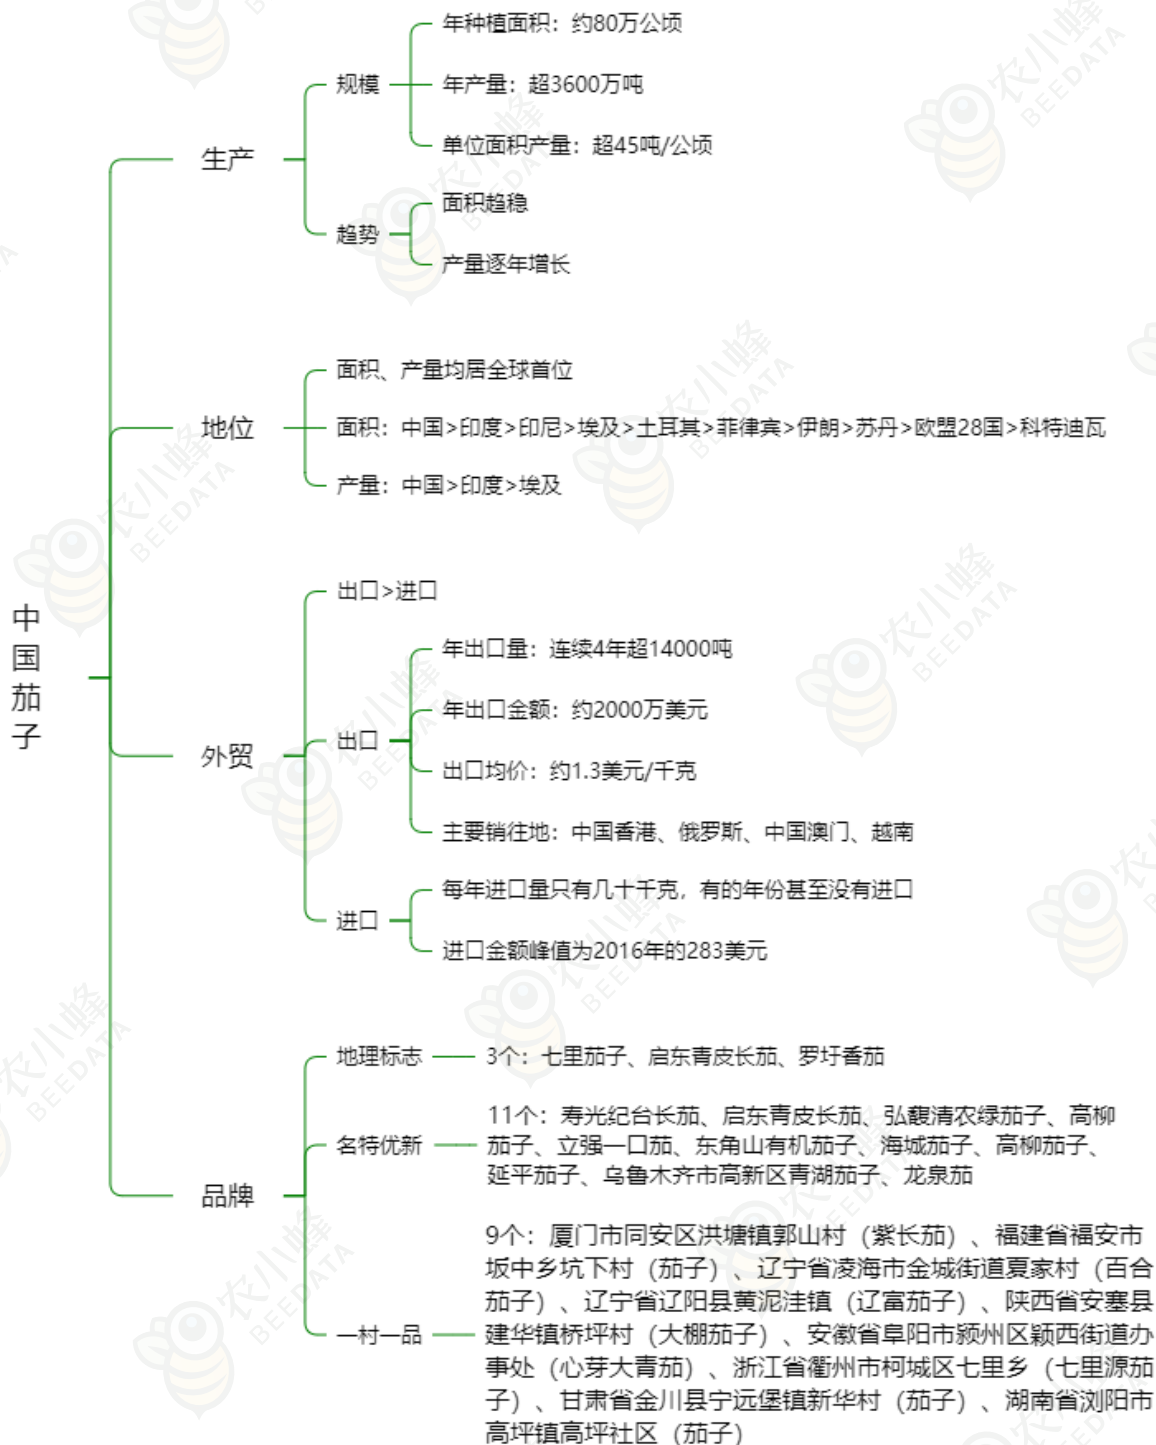 中国茄子
生产
规模
年种植面积：约80万公顷
年产量：超3600万吨
单位面积产量：超45吨/公顷
趋势
面积趋稳
产量逐年增长
地位
面积、产量均居全球首位
面积：中国>印度>印尼>埃及>土耳其>菲律宾>伊朗>苏丹>欧盟28国>科特迪瓦
产量：中国>印度>埃及
外贸
出口>进口
出口
年出口量：连续4年超14000吨
年出口金额：约2000万美元
出口均价：约1.3美元/千克
主要销往地：中国香港、俄罗斯、中国澳门、越南
进口
每年进口量只有几十千克，有的年份甚至没有进口
进口金额峰值为2016年的283美元
品牌
地理标志
3个：七里茄子、启东青皮长茄、罗圩番茄
名特优新
11个：寿光纪台长茄、启东青皮长茄、弘馥清农绿茄子、高柳
茄子、立强一口茄、东角山有机茄子、海城茄子、高柳茄子、
延平茄子、乌鲁木齐市高新区青湖茄子、龙泉茄
一村一品
9个：厦门市同安区洪塘镇郭山村（紫长茄）、福建省福安市
坂中乡坑下村（茄子）、辽宁省凌海市金城街道夏家村（百合
茄子）、辽宁省辽阳县黄泥洼镇（辽富茄子）、陕西省安塞县
建华镇桥坪村（大棚茄子）、安徽省阜阳市颍州区颍西街道办
事处（心芽大青茄）、浙江省衢州市柯城区七里乡（七里源茄
子）、甘肃省金川县宁远堡镇新华村（茄子）、湖南省浏阳市
高坪镇高坪社区（茄子）
农小蜂
BEEDATA